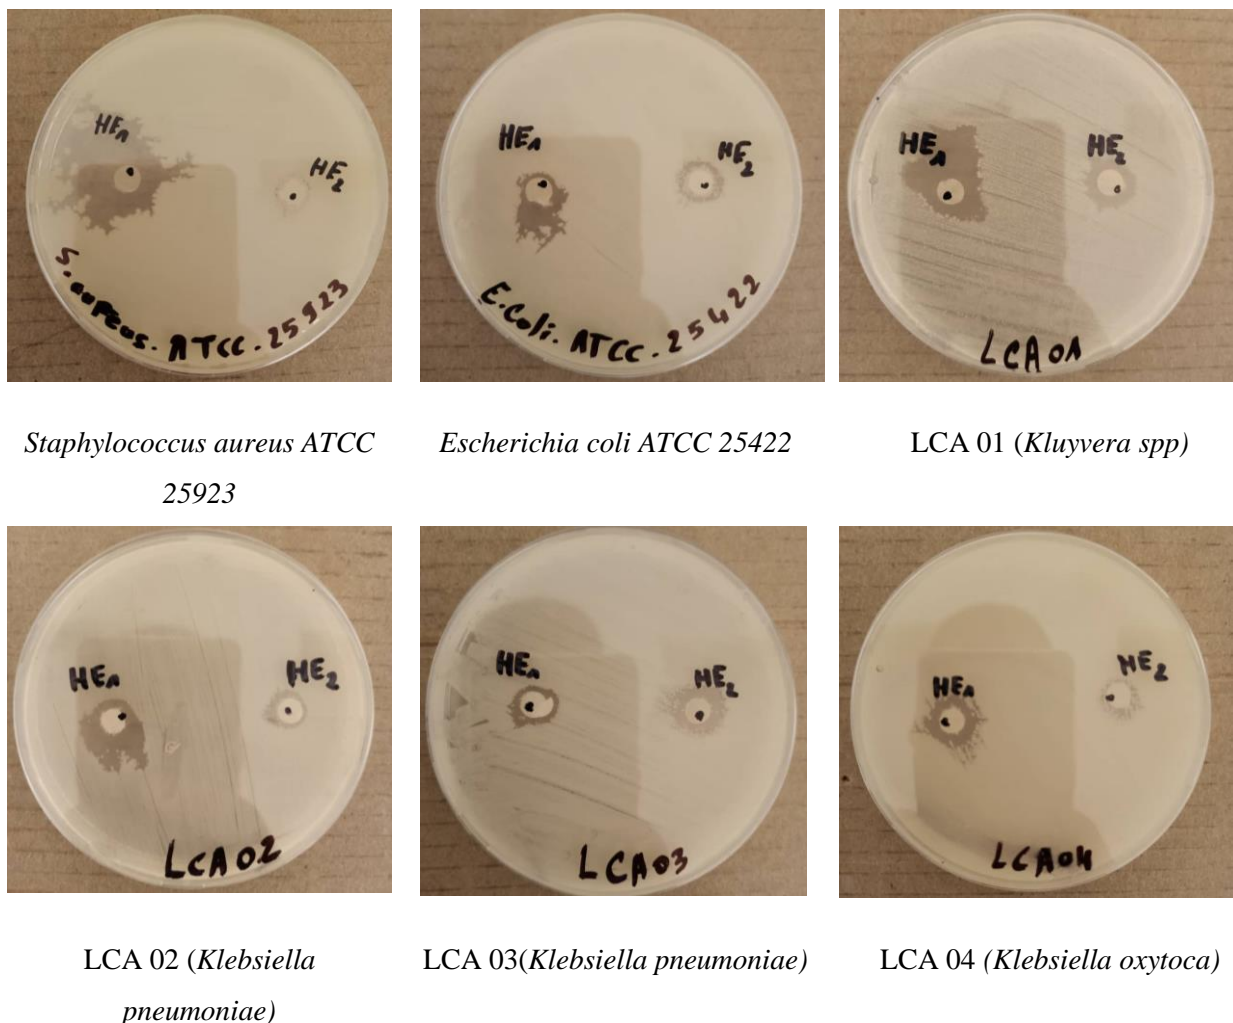 HE1
HE2
S. aureus. ATCC. 25923
HE1
HE2
E.Coli. ATCC. 25422
HE1
HE2
LCA 01
Staphylococcus aureus ATCC
25923
Escherichia coli ATCC 25422
LCA 01 (Kluyvera spp)
HE1
HE2
LCA 02
HE1
HE2
LCA 03
HE1
HE2
LCA 04
LCA 02 (Klebsiella
pneumoniae)
LCA 03(Klebsiella pneumoniae)
LCA 04 (Klebsiella oxytoca)